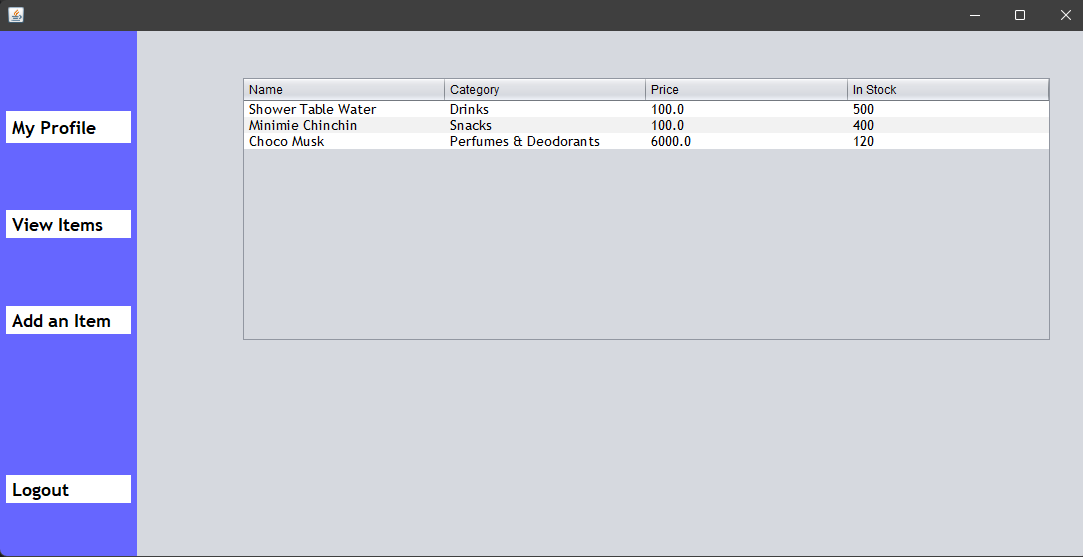 My Profile
View Items
Add an Item
Logout
Name Category Price In Stock
Shower Table Water Drinks 100.0 500
Minimie Chinchin Snacks 100.0 400
Choco Musk Perfumes & Deodorants 6000.0 120